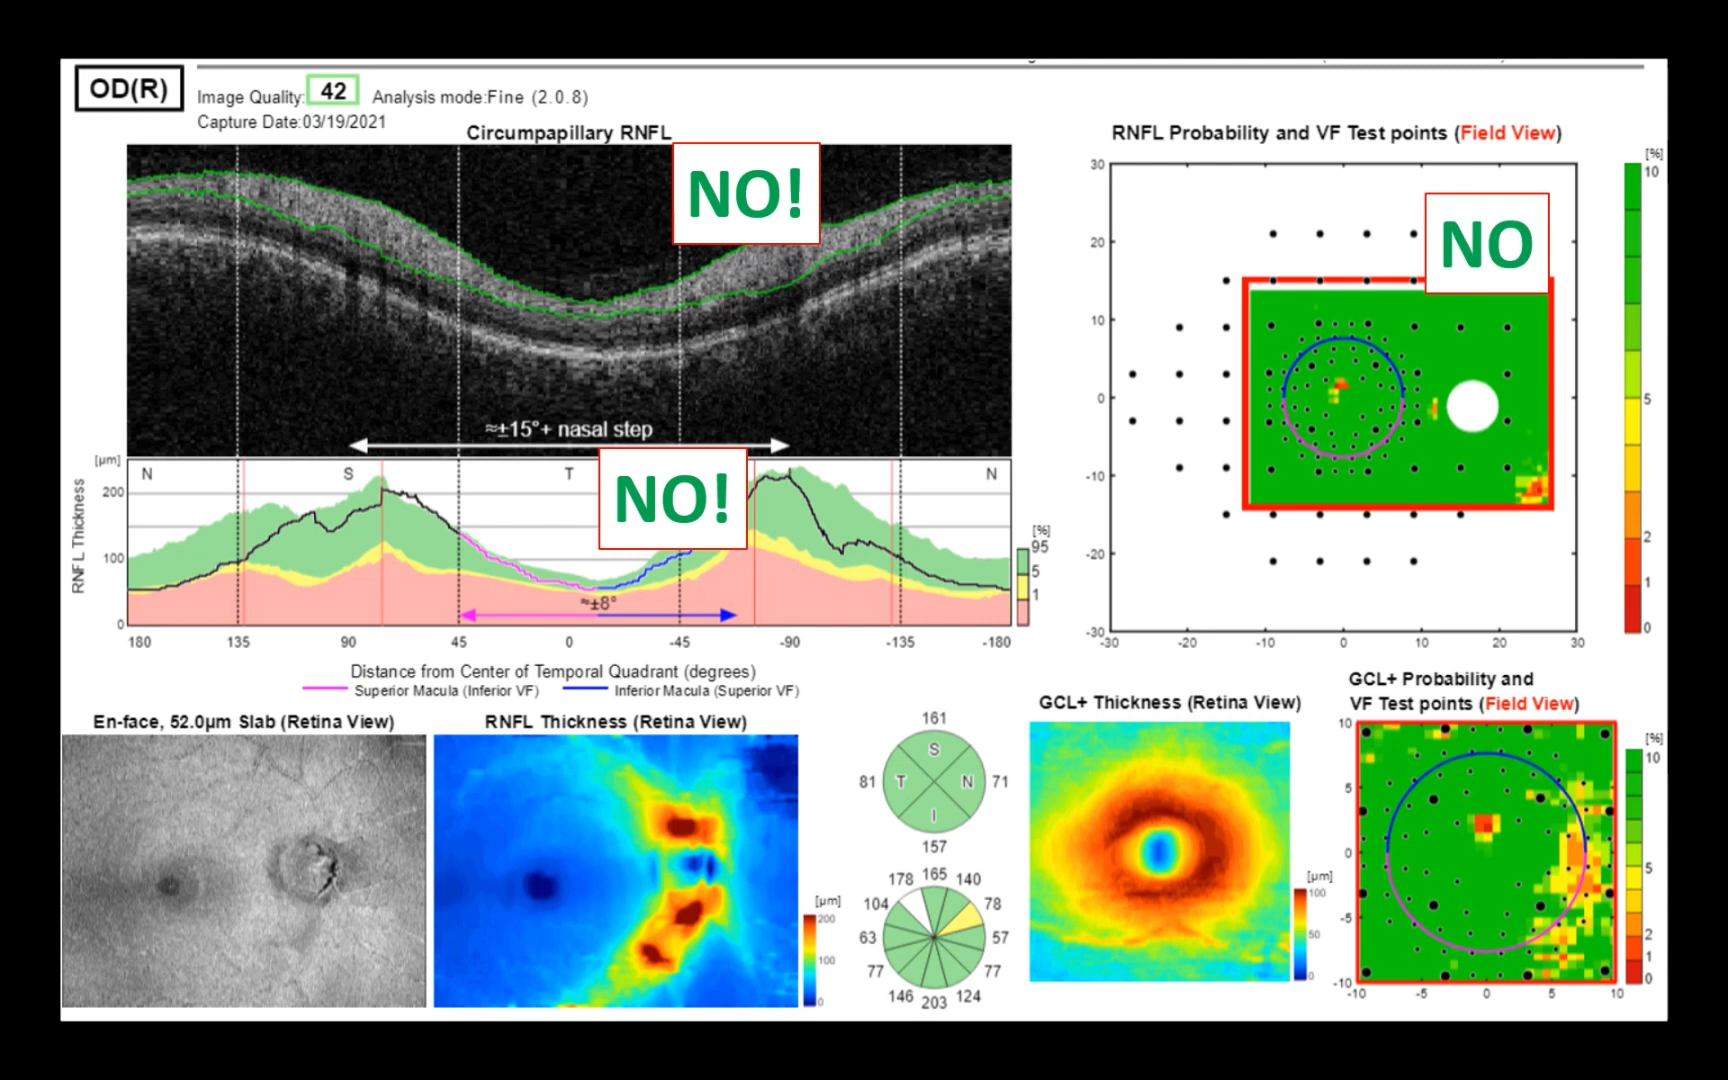 OD(R)
Image Quality: 42 Analysis mode:Fine (2.0.8)
Capture Date:03/19/2021
Circumpapillary RNFL
NO!
≈±15°+ nasal step
[µm]
N S T N
NO!
RNFL Thickness
200
100
0
≈±8°
[%]
95
5
1
180 135 90 45 0 -45 -90 -135 -180
Distance from Center of Temporal Quadrant (degrees)
Superior Macula (Inferior VF) Inferior Macula (Superior VF)
RNFL Probability and VF Test points (Field View)
NO
30
20
10
0
-10
-20
-30
-30 -20 -10 0 10 20 30
[%]
10
5
2
1
0
En-face, 52.0µm Slab (Retina View)
RNFL Thickness (Retina View)
[µm]
200
100
0
161
S
81 T N 71
I
157
178 165 140
104 78
63 57
77 77
146 203 124
GCL+ Thickness (Retina View)
[µm]
100
50
0
GCL+ Probability and
VF Test points (Field View)
10
5
0
-5
-10
-10 -5 0 5 10
[%]
10
5
2
1
0